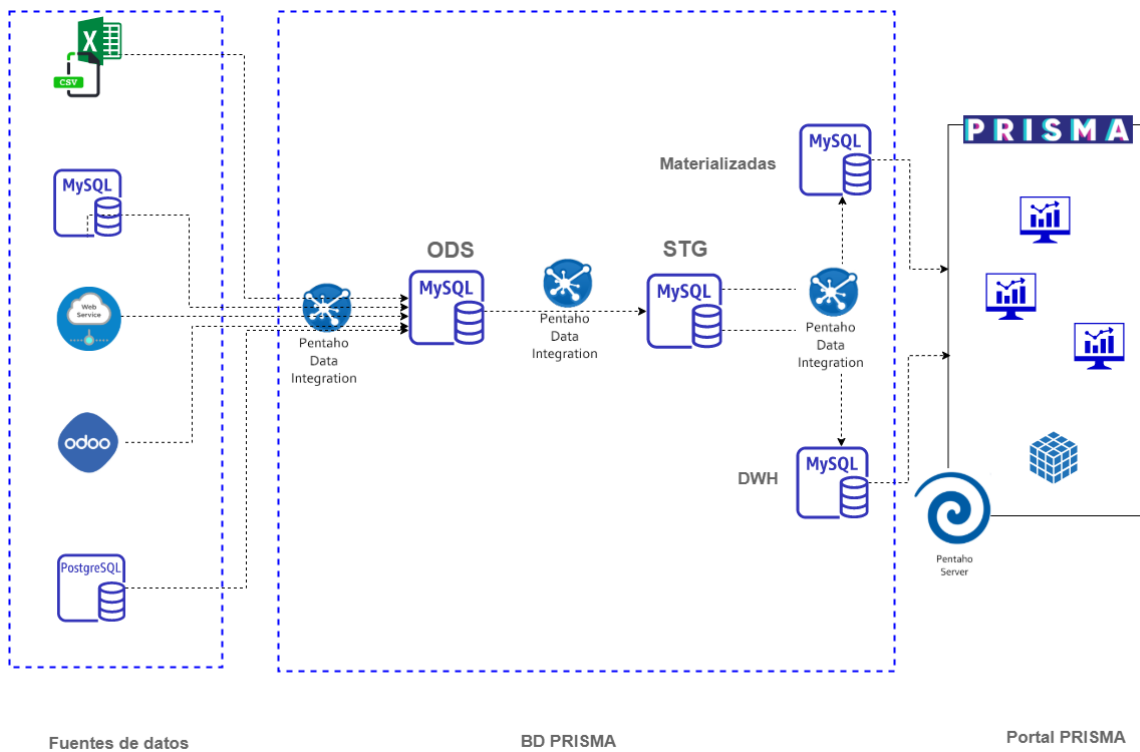 X
CSV
MySQL
Web
Service
odoo
PostgreSQL
Fuentes de datos
Pentaho
Data
Integration
ODS
MySQL
Pentaho
Data
Integration
STG
MySQL
Materializadas
MySQL
Pentaho
Data
Integration
DWH
MySQL
BD PRISMA
PRISMA
Pentaho
Server
Portal PRISMA